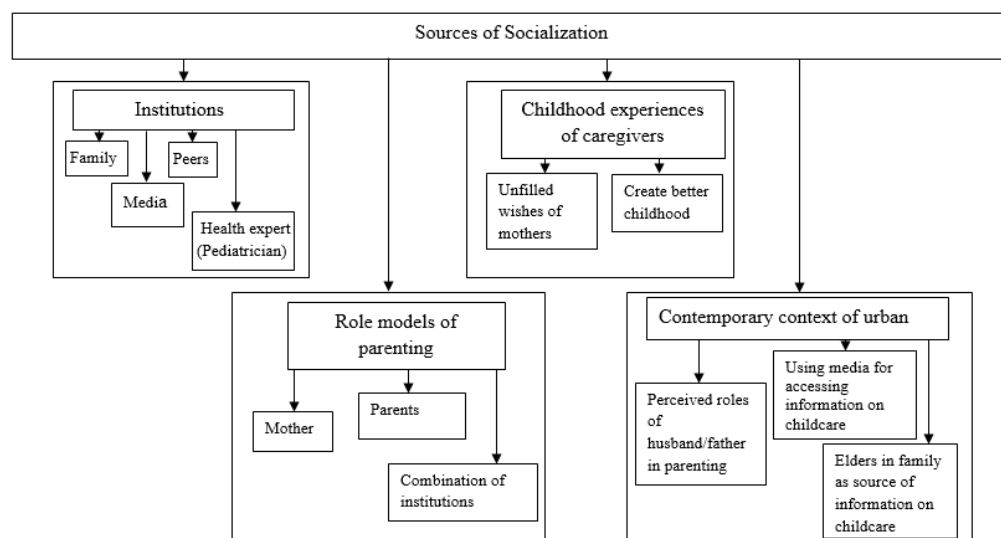 Sources of Socialization
Institutions
Family
Peers
Media
Health expert
(Pediatrician)
Childhood experiences
of caregivers
Unfilled
wishes of
mothers
Create better
childhood
Role models of
parenting
Mother
Parents
Combination of
institutions
Contemporary context of urban
Perceived roles
of
husband/father
in parenting
Using media for
accessing
information on
childcare
Elders in family
as source of
information on
childcare